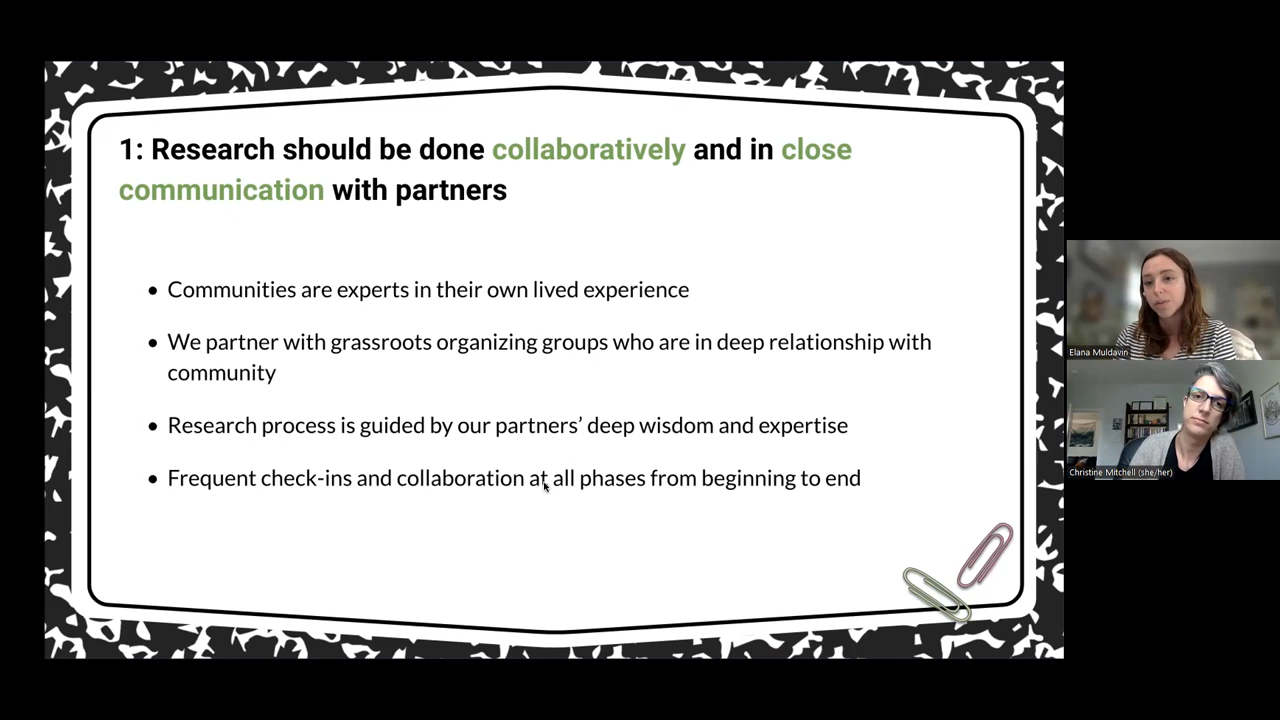 1: Research should be done collaboratively and in close
communication with partners
• Communities are experts in their own lived experience
• We partner with grassroots organizing groups who are in deep relationship with
community
• Research process is guided by our partners’ deep wisdom and expertise
• Frequent check-ins and collaboration at all phases from beginning to end
Elana Muldavin
Christine Mitchell (she/her)